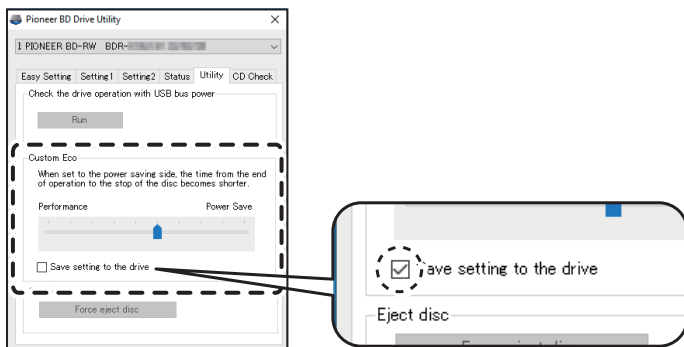 Pioneer BD Drive Utility
1 PIONEER BD-RW BDR-
Easy Setting Setting1 Setting2 Status Utility CD Check
Check the drive operation with USB bus power
Run
Custom Eco
When set to the power saving side, the time from the end
of operation to the stop of the disc becomes shorter.
Performance Power Save
Save setting to the drive
Force eject disc
ave setting to the drive
Eject disc